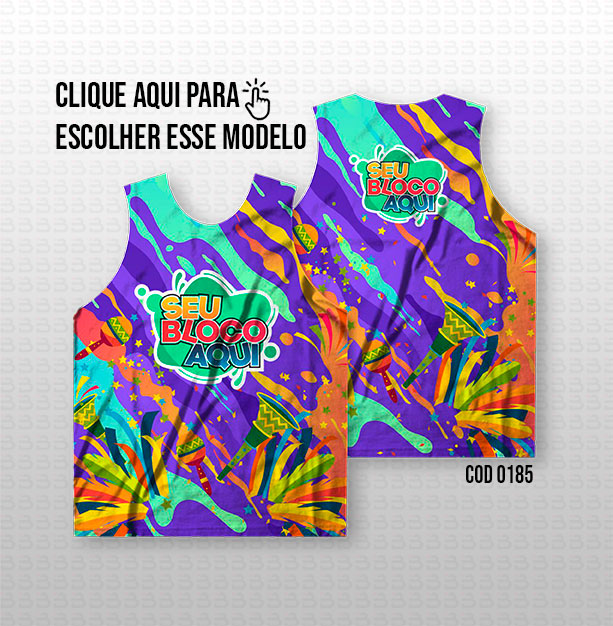 CLIQUE AQUI PARA
ESCOLHER ESSE MODELO
SEU
BLOCO
AQUI
SEU
BLOCO
AQUI
COD 0185